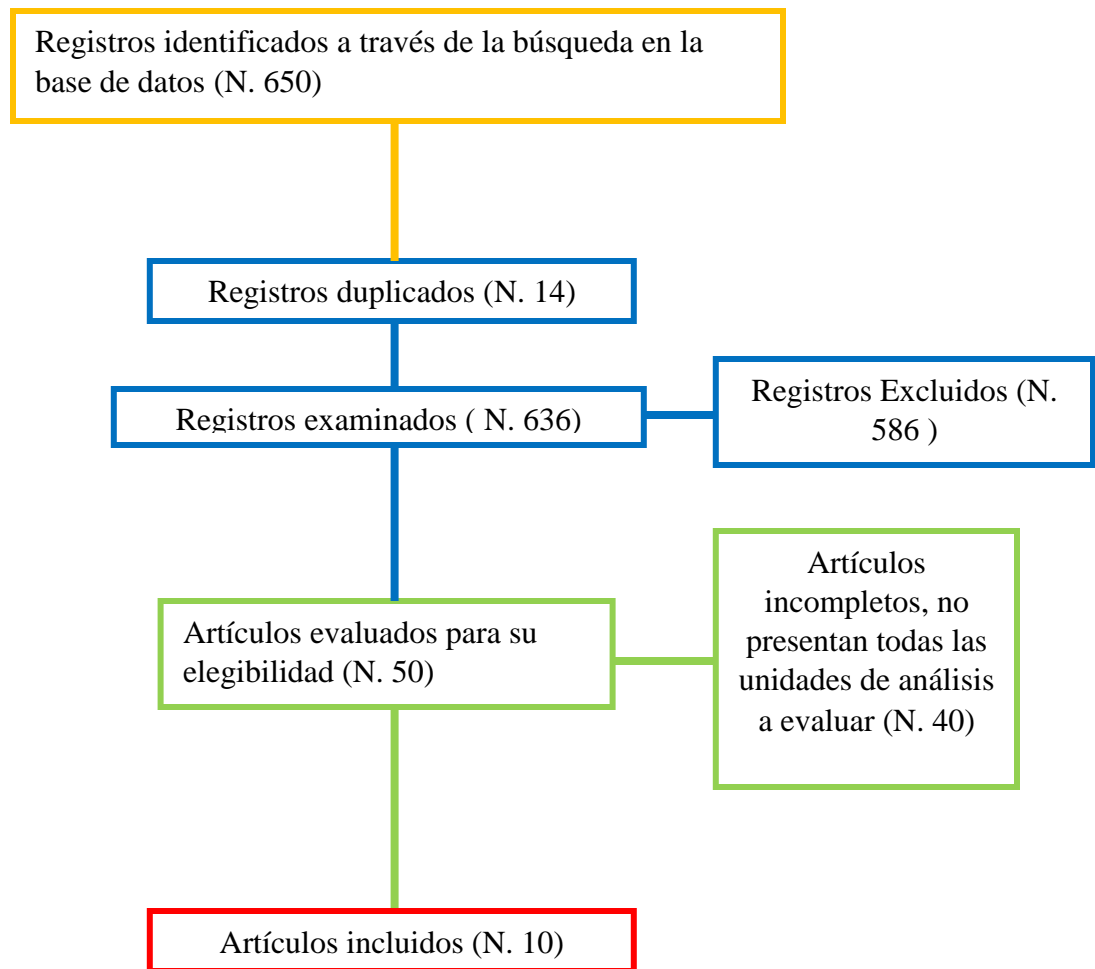 Registros identificados a través de la búsqueda en la
base de datos (N. 650)
Registros duplicados (N. 14)
Registros examinados ( N. 636)
Registros Excluidos (N.
586 )
Artículos evaluados para su
elegibilidad (N. 50)
Artículos
incompletos, no
presentan todas las
unidades de análisis
a evaluar (N. 40)
Artículos incluidos (N. 10)